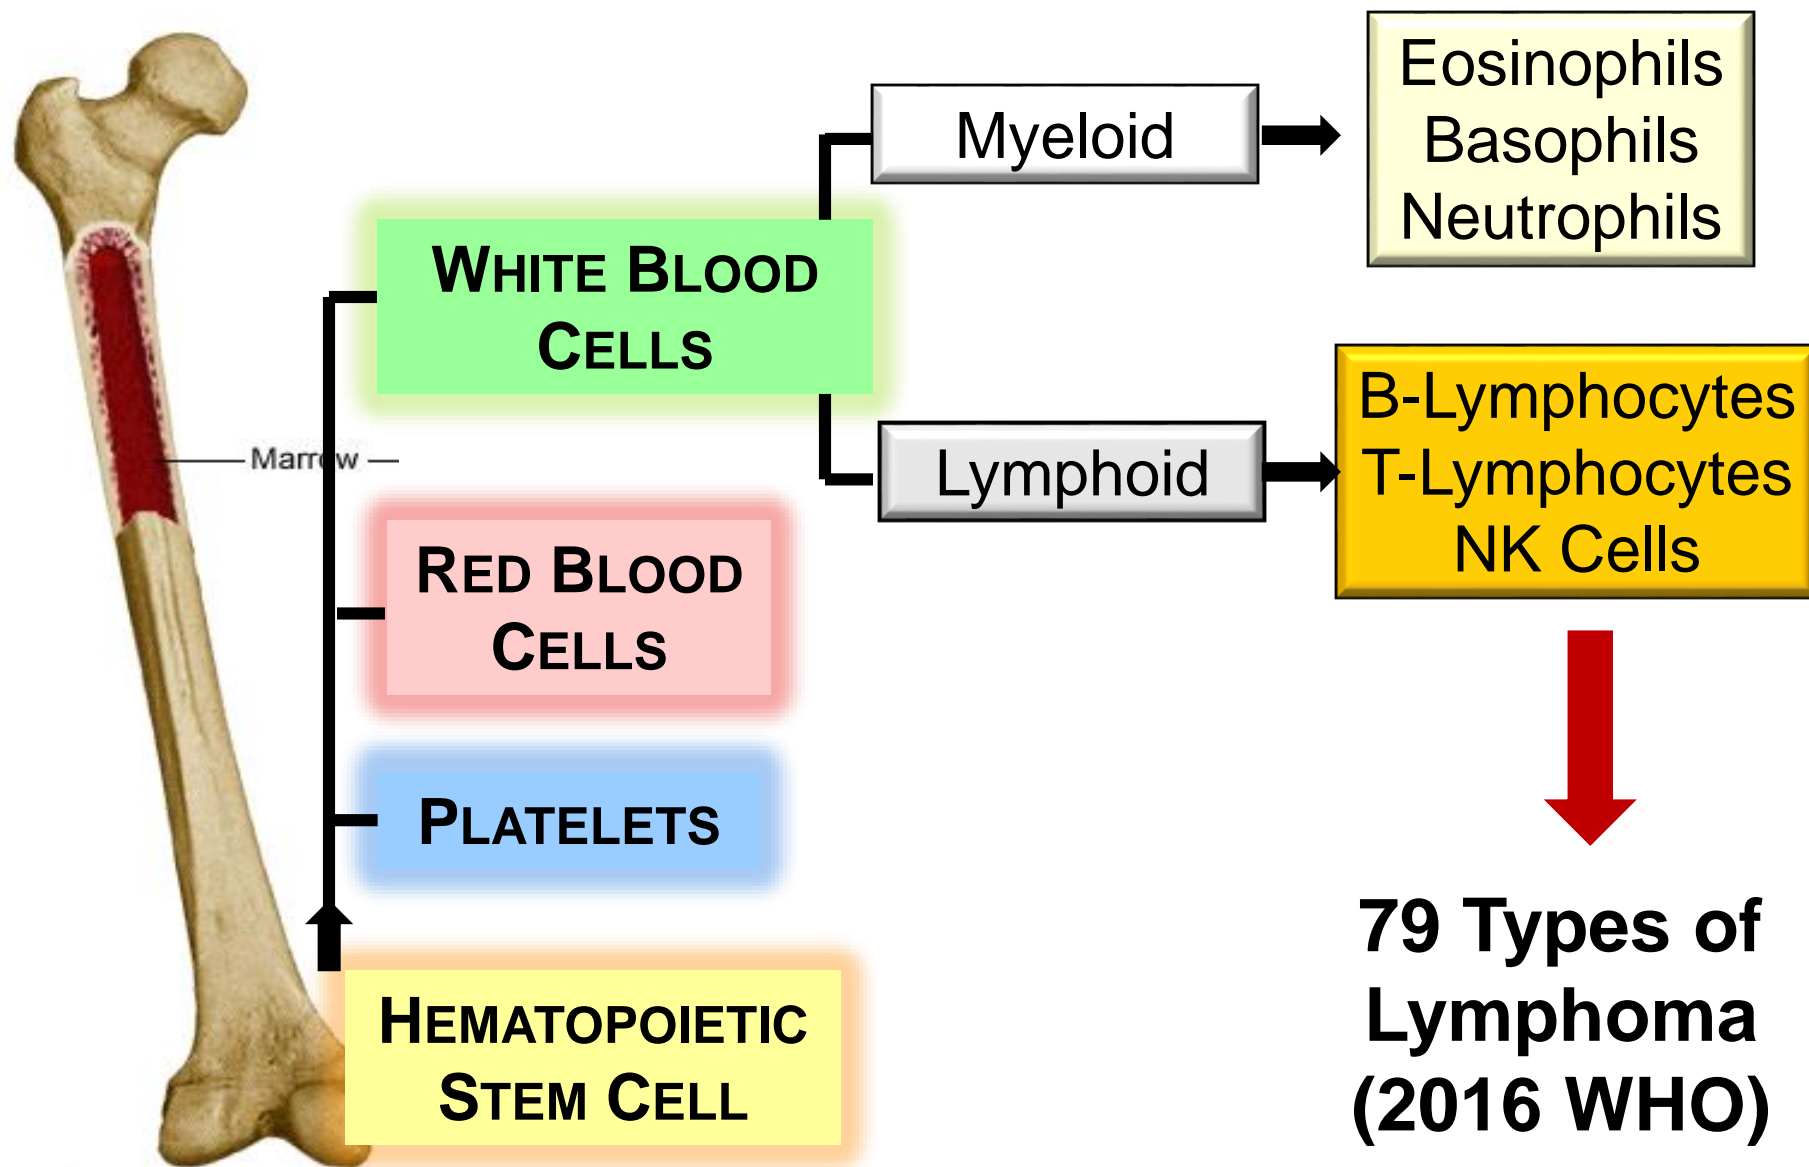 Eosinophils
Basophils
Neutrophils
Myeloid
WHITE BLOOD
CELLS
B-Lymphocytes
T-Lymphocytes
NK Cells
Lymphoid
Marrow
RED BLOOD
CELLS
PLATELETS
HEMATOPOIETIC
STEM CELL
79 Types of
Lymphoma
(2016 WHO)